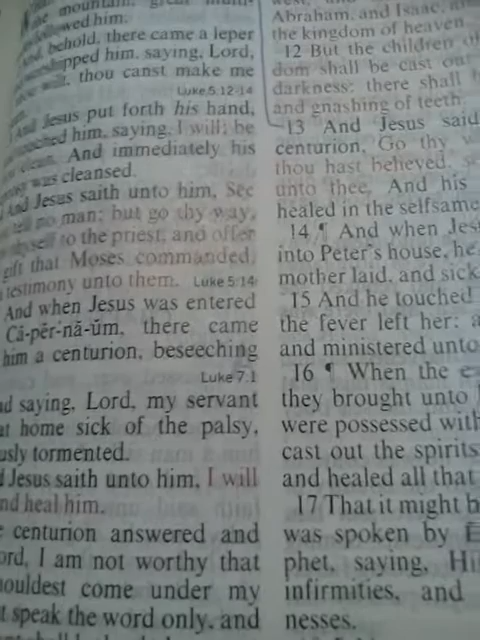 mountain, great
him.
behold, there came a leper
him, saying, Lord,
thou canst make me
Luke 5:12-14
And Jesus put forth his hand,
him, saying, I will; be
And immediately his
was cleansed.
And Jesus saith unto him, See
no man; but go thy way,
to the priest, and offer
gift that Moses commanded,
testimony unto them. Luke 5:14
And when Jesus was entered
Că-pẽr′-nă-ŭm, there came
him a centurion, beseeching
Luke 7:1
saying, Lord, my servant
home sick of the palsy,
tormented.
Jesus saith unto him, I will
heal him.
centurion answered and
I am not worthy that
come under my
speak the word only, and
Abraham, and Isaac,
the kingdom of heaven
12 But the children
dom shall be cast
darkness: there shall
and gnashing of teeth.
13 And Jesus said
centurion, Go thy
thou hast believed,
unto thee. And his
healed in the selfsame
14 ¶ And when
into Peter's house, he
mother laid, and sick
15 And he touched
the fever left her:
and ministered unto
16 ¶ When the
they brought unto
were possessed with
cast out the spirits
and healed all that
17 That it might
was spoken by
phet, saying,
infirmities, and
nesses.